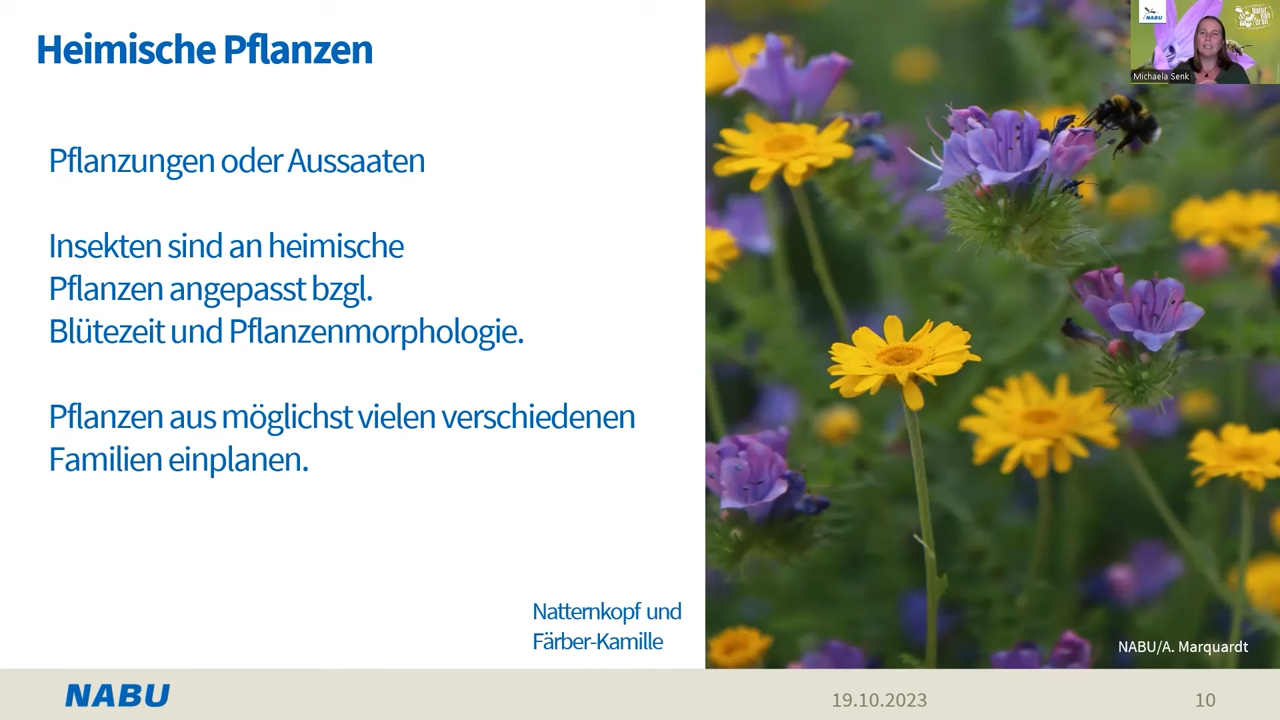 Heimische Pflanzen
Pflanzungen oder Aussaaten
Insekten sind an heimische
Pflanzen angepasst bzgl.
Blütezeit und Pflanzenmorphologie.
Pflanzen aus möglichst vielen verschiedenen
Familien einplanen.
Natternkopf und
Färber-Kamille
NABU
Michaela Senk
NABU/A. Marquardt
NABU
19.10.2023
10